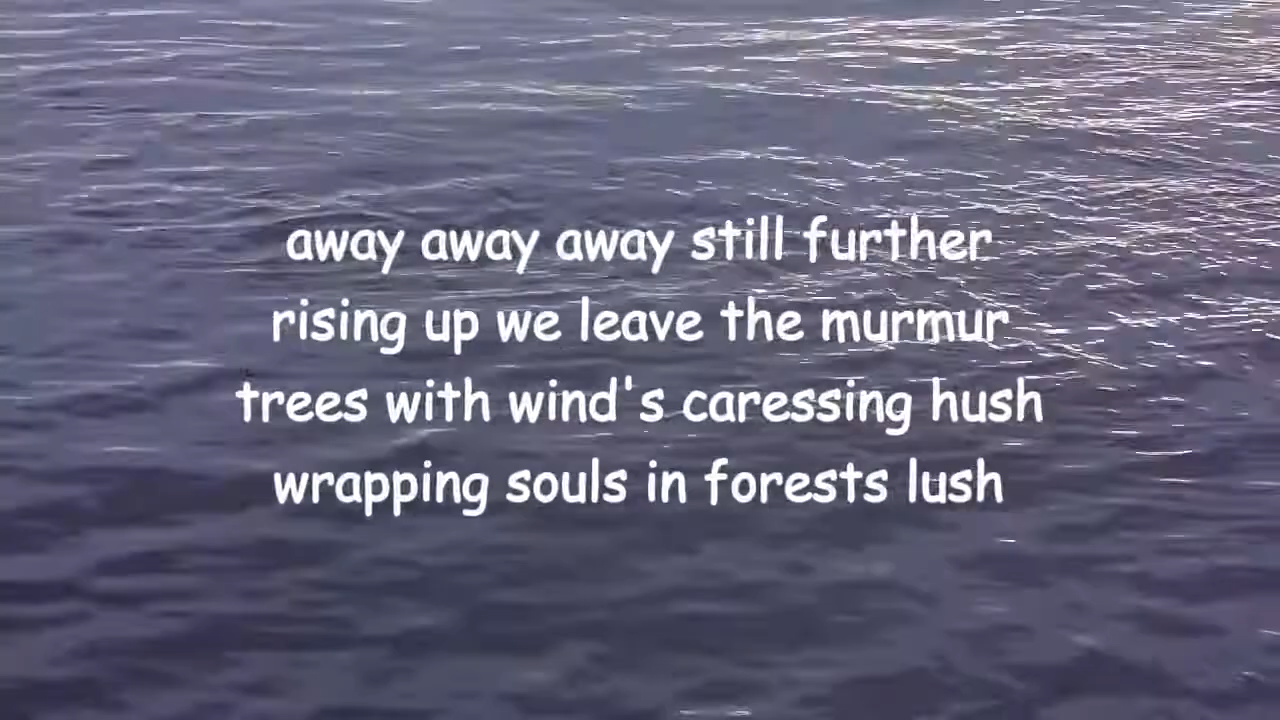 away away away still further
rising up we leave the murmur
trees with wind's caressing hush
wrapping souls in forests lush